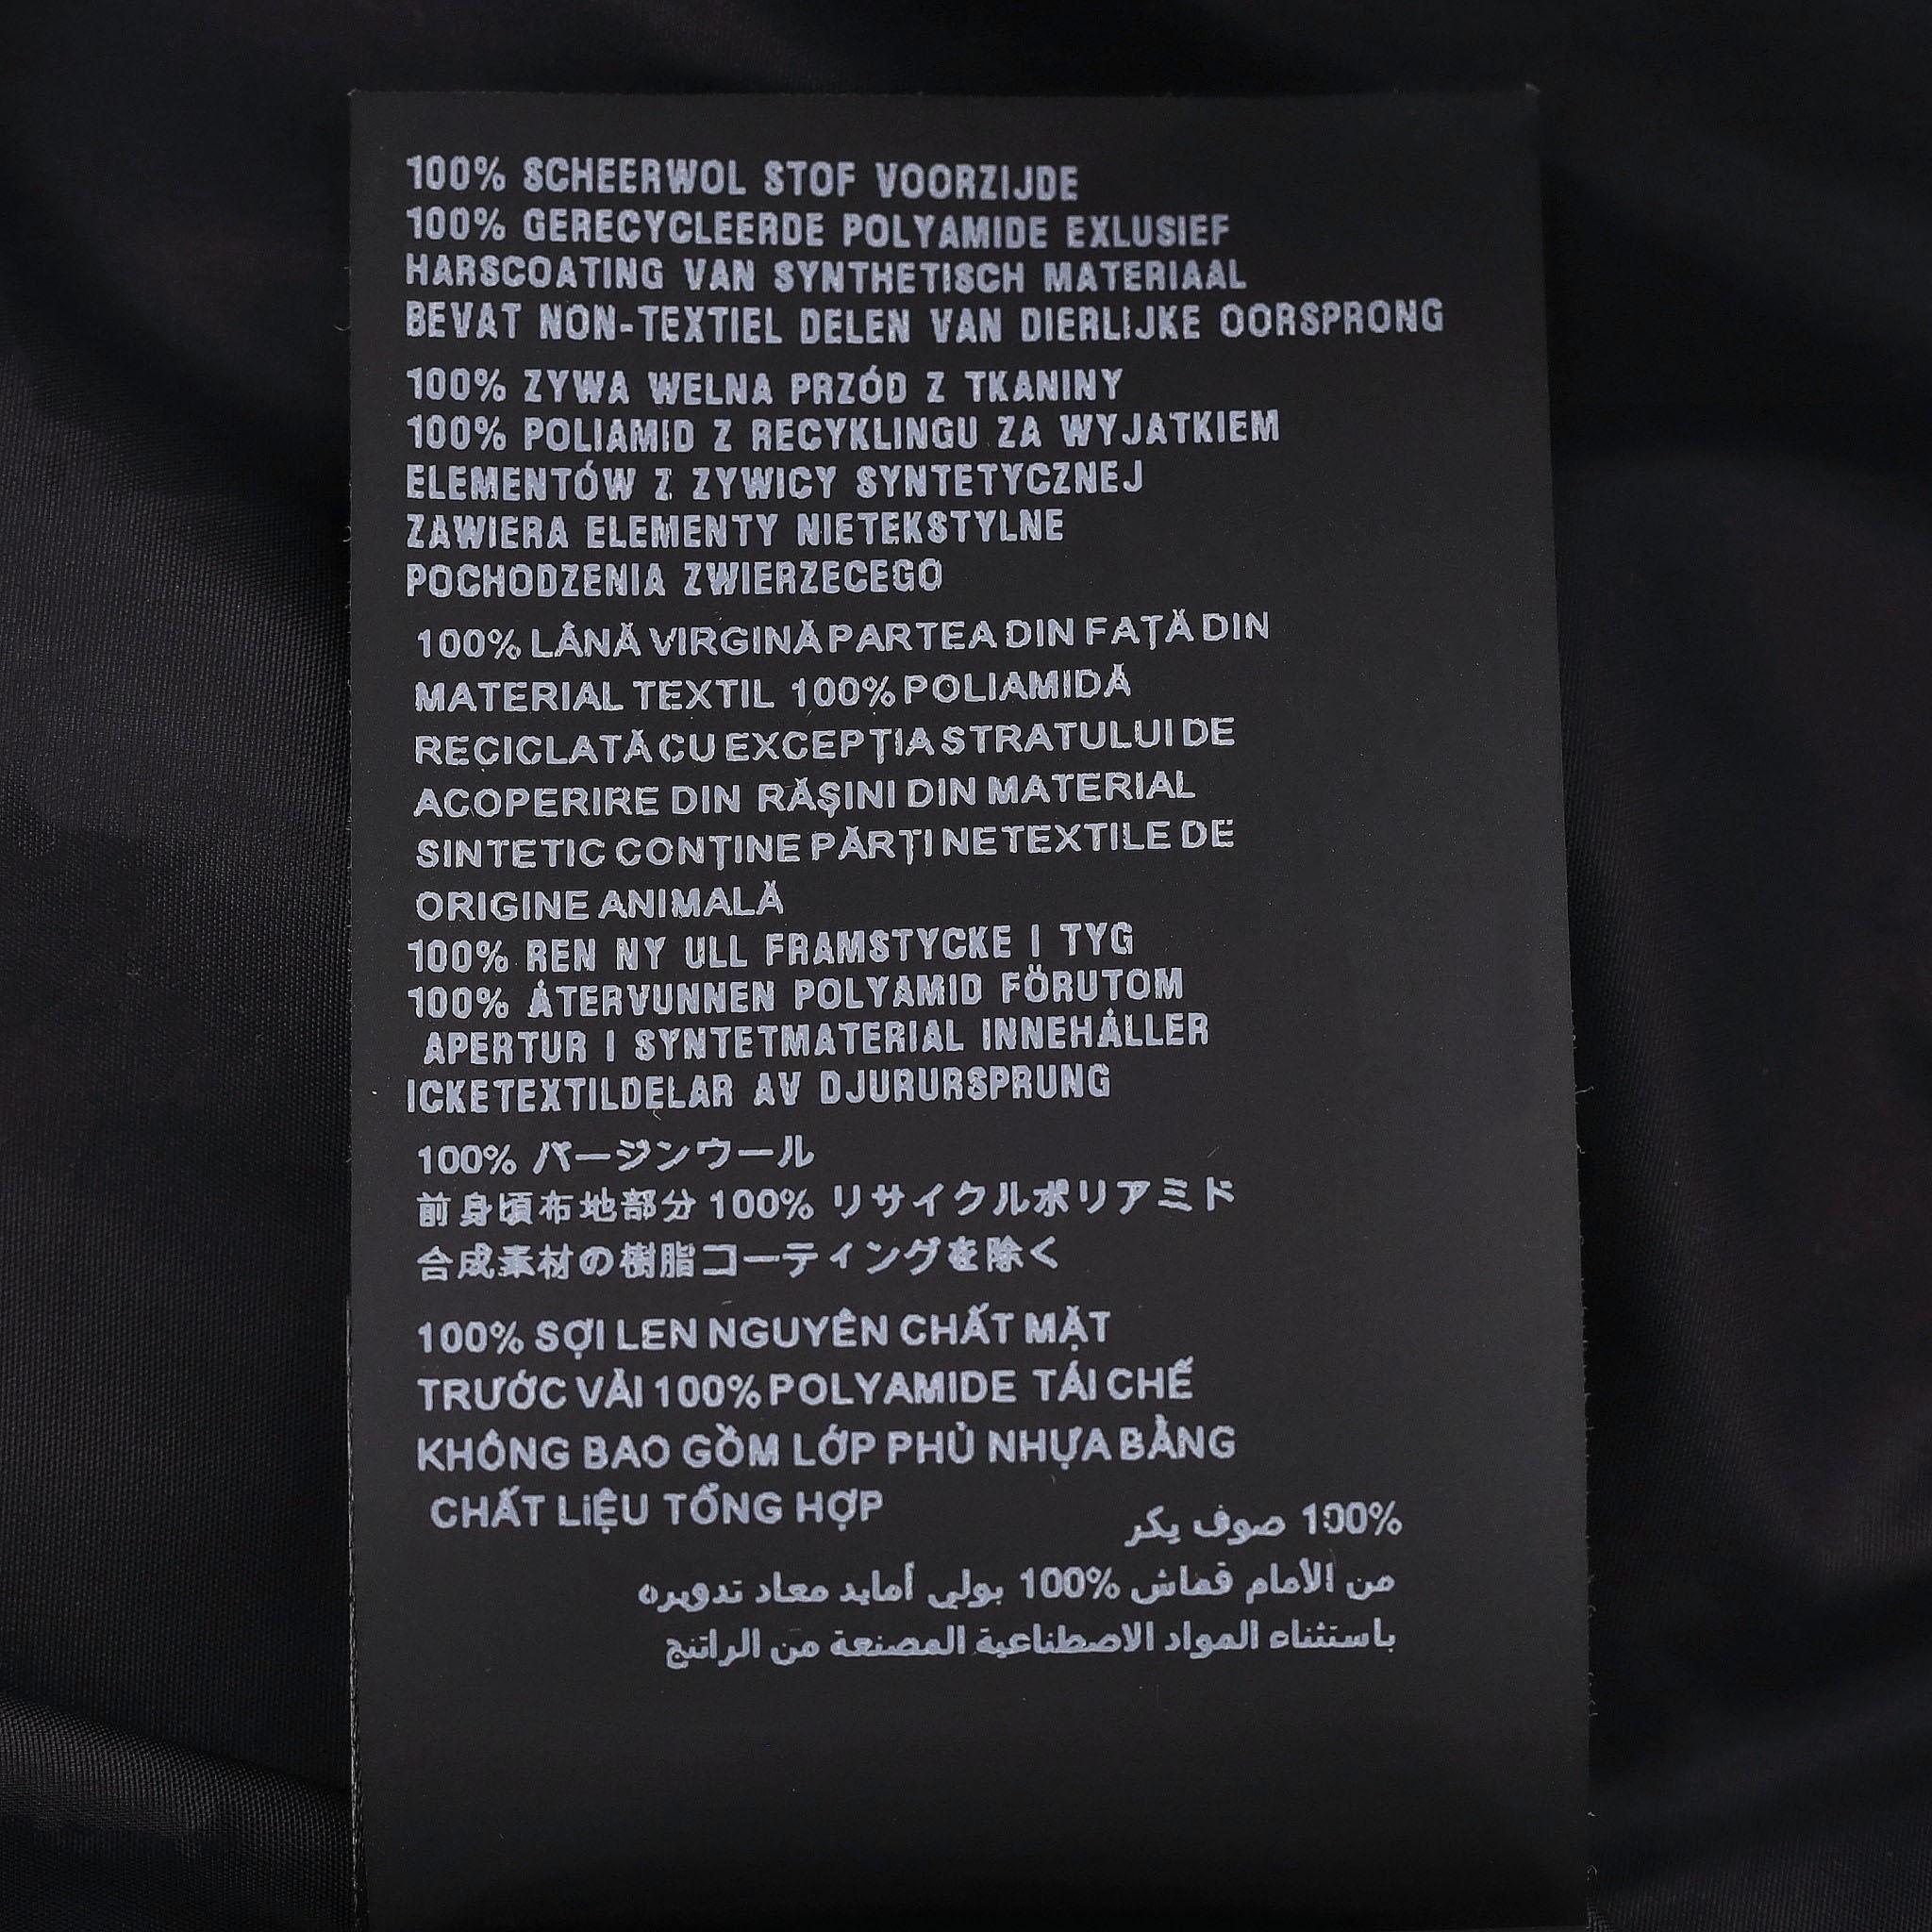 100% SCHEERWOL STOF VOORZIJDE
100% GERECYCLEERDE POLYAMIDE EXLUSIEF
HARSCOATING VAN SYNTHETISCH MATERIAAL
BEVAT NON-TEXTIEL DELEN VAN DIERLIJKE OORSPRONG
100% ZYWA WELNA PRZÓD Z TKANINY
100% POLIAMID Z RECYKLINGU ZA WYJATKIEM
ELEMENTÓW Z ZYWICY SYNTETYCZNEJ
ZAWIERA ELEMENTY NIETEKSTYLNE
POCHODZENIA ZWIERZECEGO
100% LÂNĂ VIRGINĂ PARTEA DIN FAȚĂ DIN
MATERIAL TEXTIL 100% POLIAMIDĂ
RECICLATĂ CU EXCEPȚIA STRATULUI DE
ACOPERIRE DIN RĂȘINI DIN MATERIAL
SINTETIC CONȚINE PĂRȚI NETEXTILE DE
ORIGINE ANIMALĂ
100% REN NY ULL FRAMSTYCKE I TYG
100% ÅTERVUNNEN POLYAMID FÖRUTOM
APERTUR I SYNTETMATERIAL INNEHÅLLER
ICKETEXTILDELAR AV DJURURSPRUNG
100% バージンウール
前身頃布地部分 100% リサイクルポリアミド
合成素材の樹脂コーティングを除く
100% SỢI LEN NGUYÊN CHẤT MẶT
TRƯỚC VẢI 100% POLYAMIDE TÁI CHẾ
KHÔNG BAO GỒM LỚP PHỦ NHỰA BẰNG
CHẤT LIỆU TỔNG HỢP
100% صوف يكر
من الأمام قماش 100% بولي أمايد معاد تدويره
باستثناء المواد الاصطناعية المصنعة من الراتنج